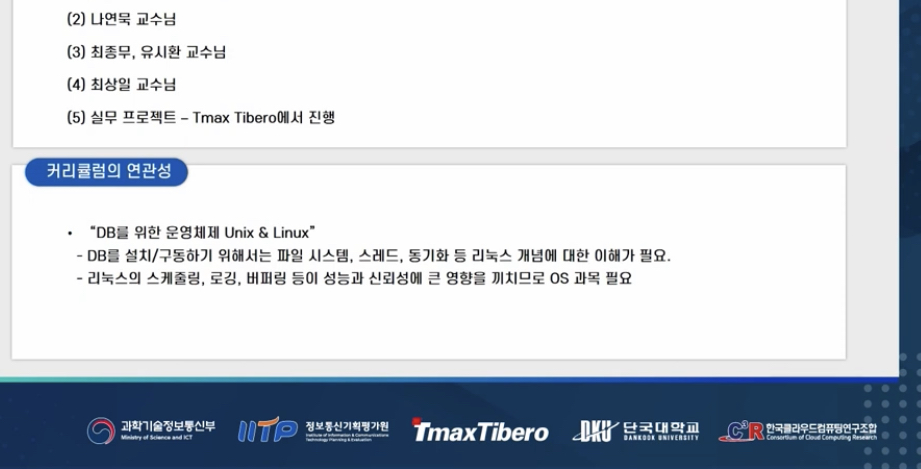 (2) 나연묵 교수님
(3) 최종무, 유시환 교수님
(4) 최상일 교수님
(5) 실무 프로젝트 – Tmax Tibero에서 진행
커리큘럼의 연관성
• “DB를 위한 운영체제 Unix & Linux”
- DB를 설치/구동하기 위해서는 파일 시스템, 스레드, 동기화 등 리눅스 개념에 대한 이해가 필요.
- 리눅스의 스케줄링, 로깅, 버퍼링 등이 성능과 신뢰성에 큰 영향을 끼치므로 OS 과목 필요
과학기술정보통신부
Ministry of Science and ICT
IITP 정보통신기획평가원
Institute of Information & Communications
Technology Planning & Evaluation
TmaxTibero
DKU 단국대학교
DANKOOK UNIVERSITY
C3R 한국클라우드컴퓨팅연구조합
Consortium of Cloud Computing Research